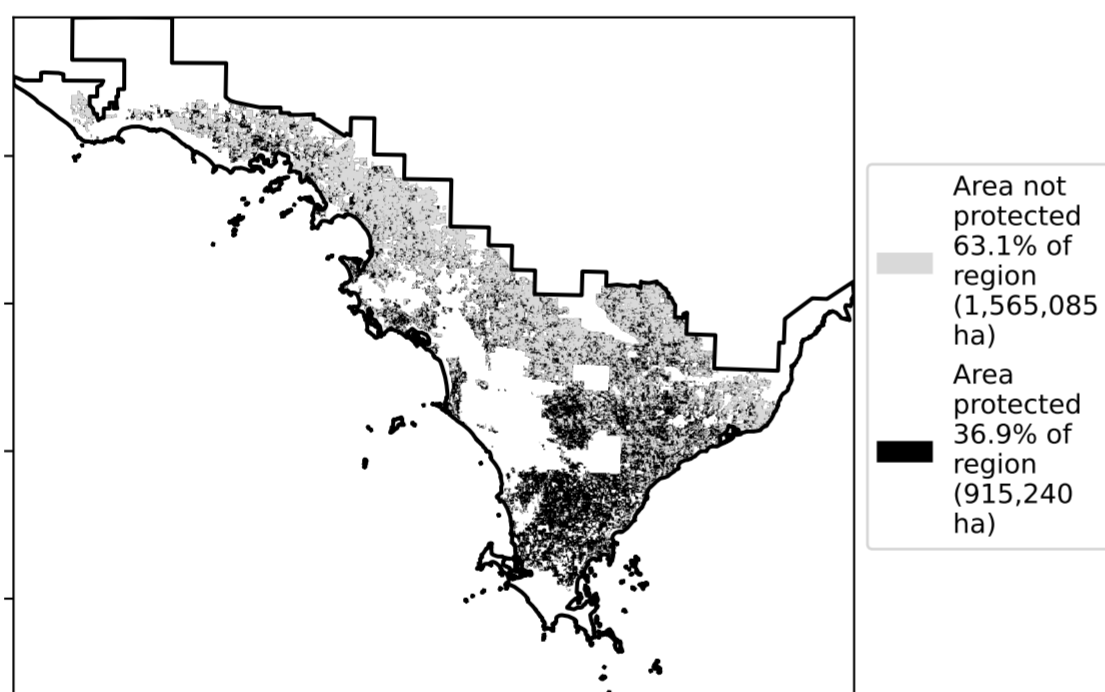 Area not
protected
63.1% of
region
(1,565,085
ha)
Area
protected
36.9% of
region
(915,240
ha)